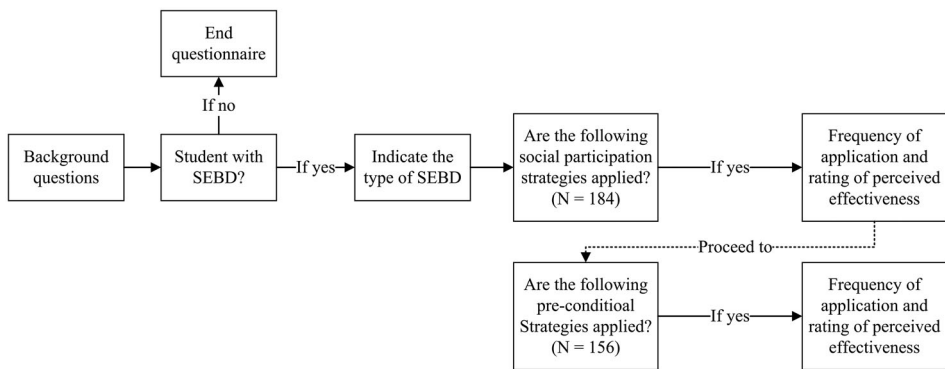 End
questionnaire
If no
Background
questions
Student with
SEBD?
If yes
Indicate the
type of SEBD
Are the following
social participation
strategies applied?
(N = 184)
If yes
Frequency of
application and
rating of perceived
effectiveness
Proceed to
Are the following
pre-conditioal
Strategies applied?
(N = 156)
If yes
Frequency of
application and
rating of perceived
effectiveness